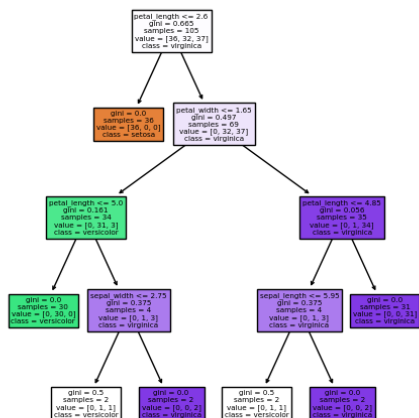 petal_length <= 2.6
gini = 0.665
samples = 105
value = [36, 32, 37]
class = virginica
gini = 0.0
samples = 36
value = [36, 0, 0]
class = setosa
petal_width <= 1.65
gini = 0.497
samples = 69
value = [0, 32, 37]
class = virginica
petal_length <= 5.0
gini = 0.161
samples = 34
value = [0, 31, 3]
class = versicolor
petal_length <= 4.85
gini = 0.056
samples = 35
value = [0, 1, 34]
class = virginica
gini = 0.0
samples = 30
value = [0, 30, 0]
class = versicolor
sepal_width <= 2.75
gini = 0.375
samples = 4
value = [0, 1, 3]
class = virginica
sepal_length <= 5.95
gini = 0.375
samples = 4
value = [0, 1, 3]
class = virginica
gini = 0.0
samples = 31
value = [0, 0, 31]
class = virginica
gini = 0.5
samples = 2
value = [0, 1, 1]
class = versicolor
gini = 0.0
samples = 2
value = [0, 0, 2]
class = virginica
gini = 0.5
samples = 2
value = [0, 1, 1]
class = versicolor
gini = 0.0
samples = 2
value = [0, 0, 2]
class = virginica